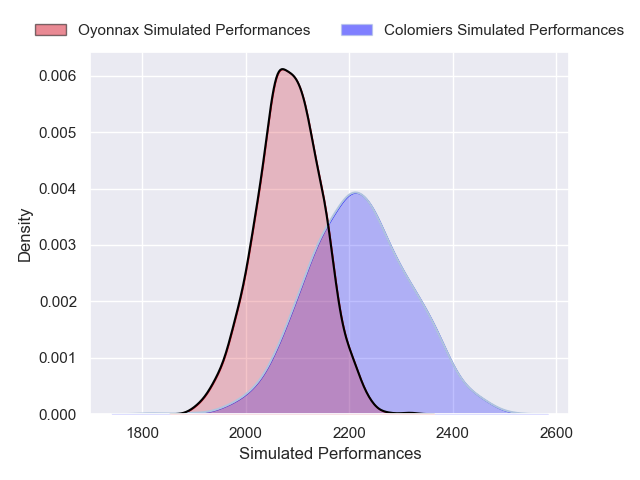 Oyonnax Simulated Performances Colomiers Simulated Performances
0.006
0.005
0.004
0.003
0.002
0.001
0.000
Density
1800 2000 2200 2400 2600
Simulated Performances